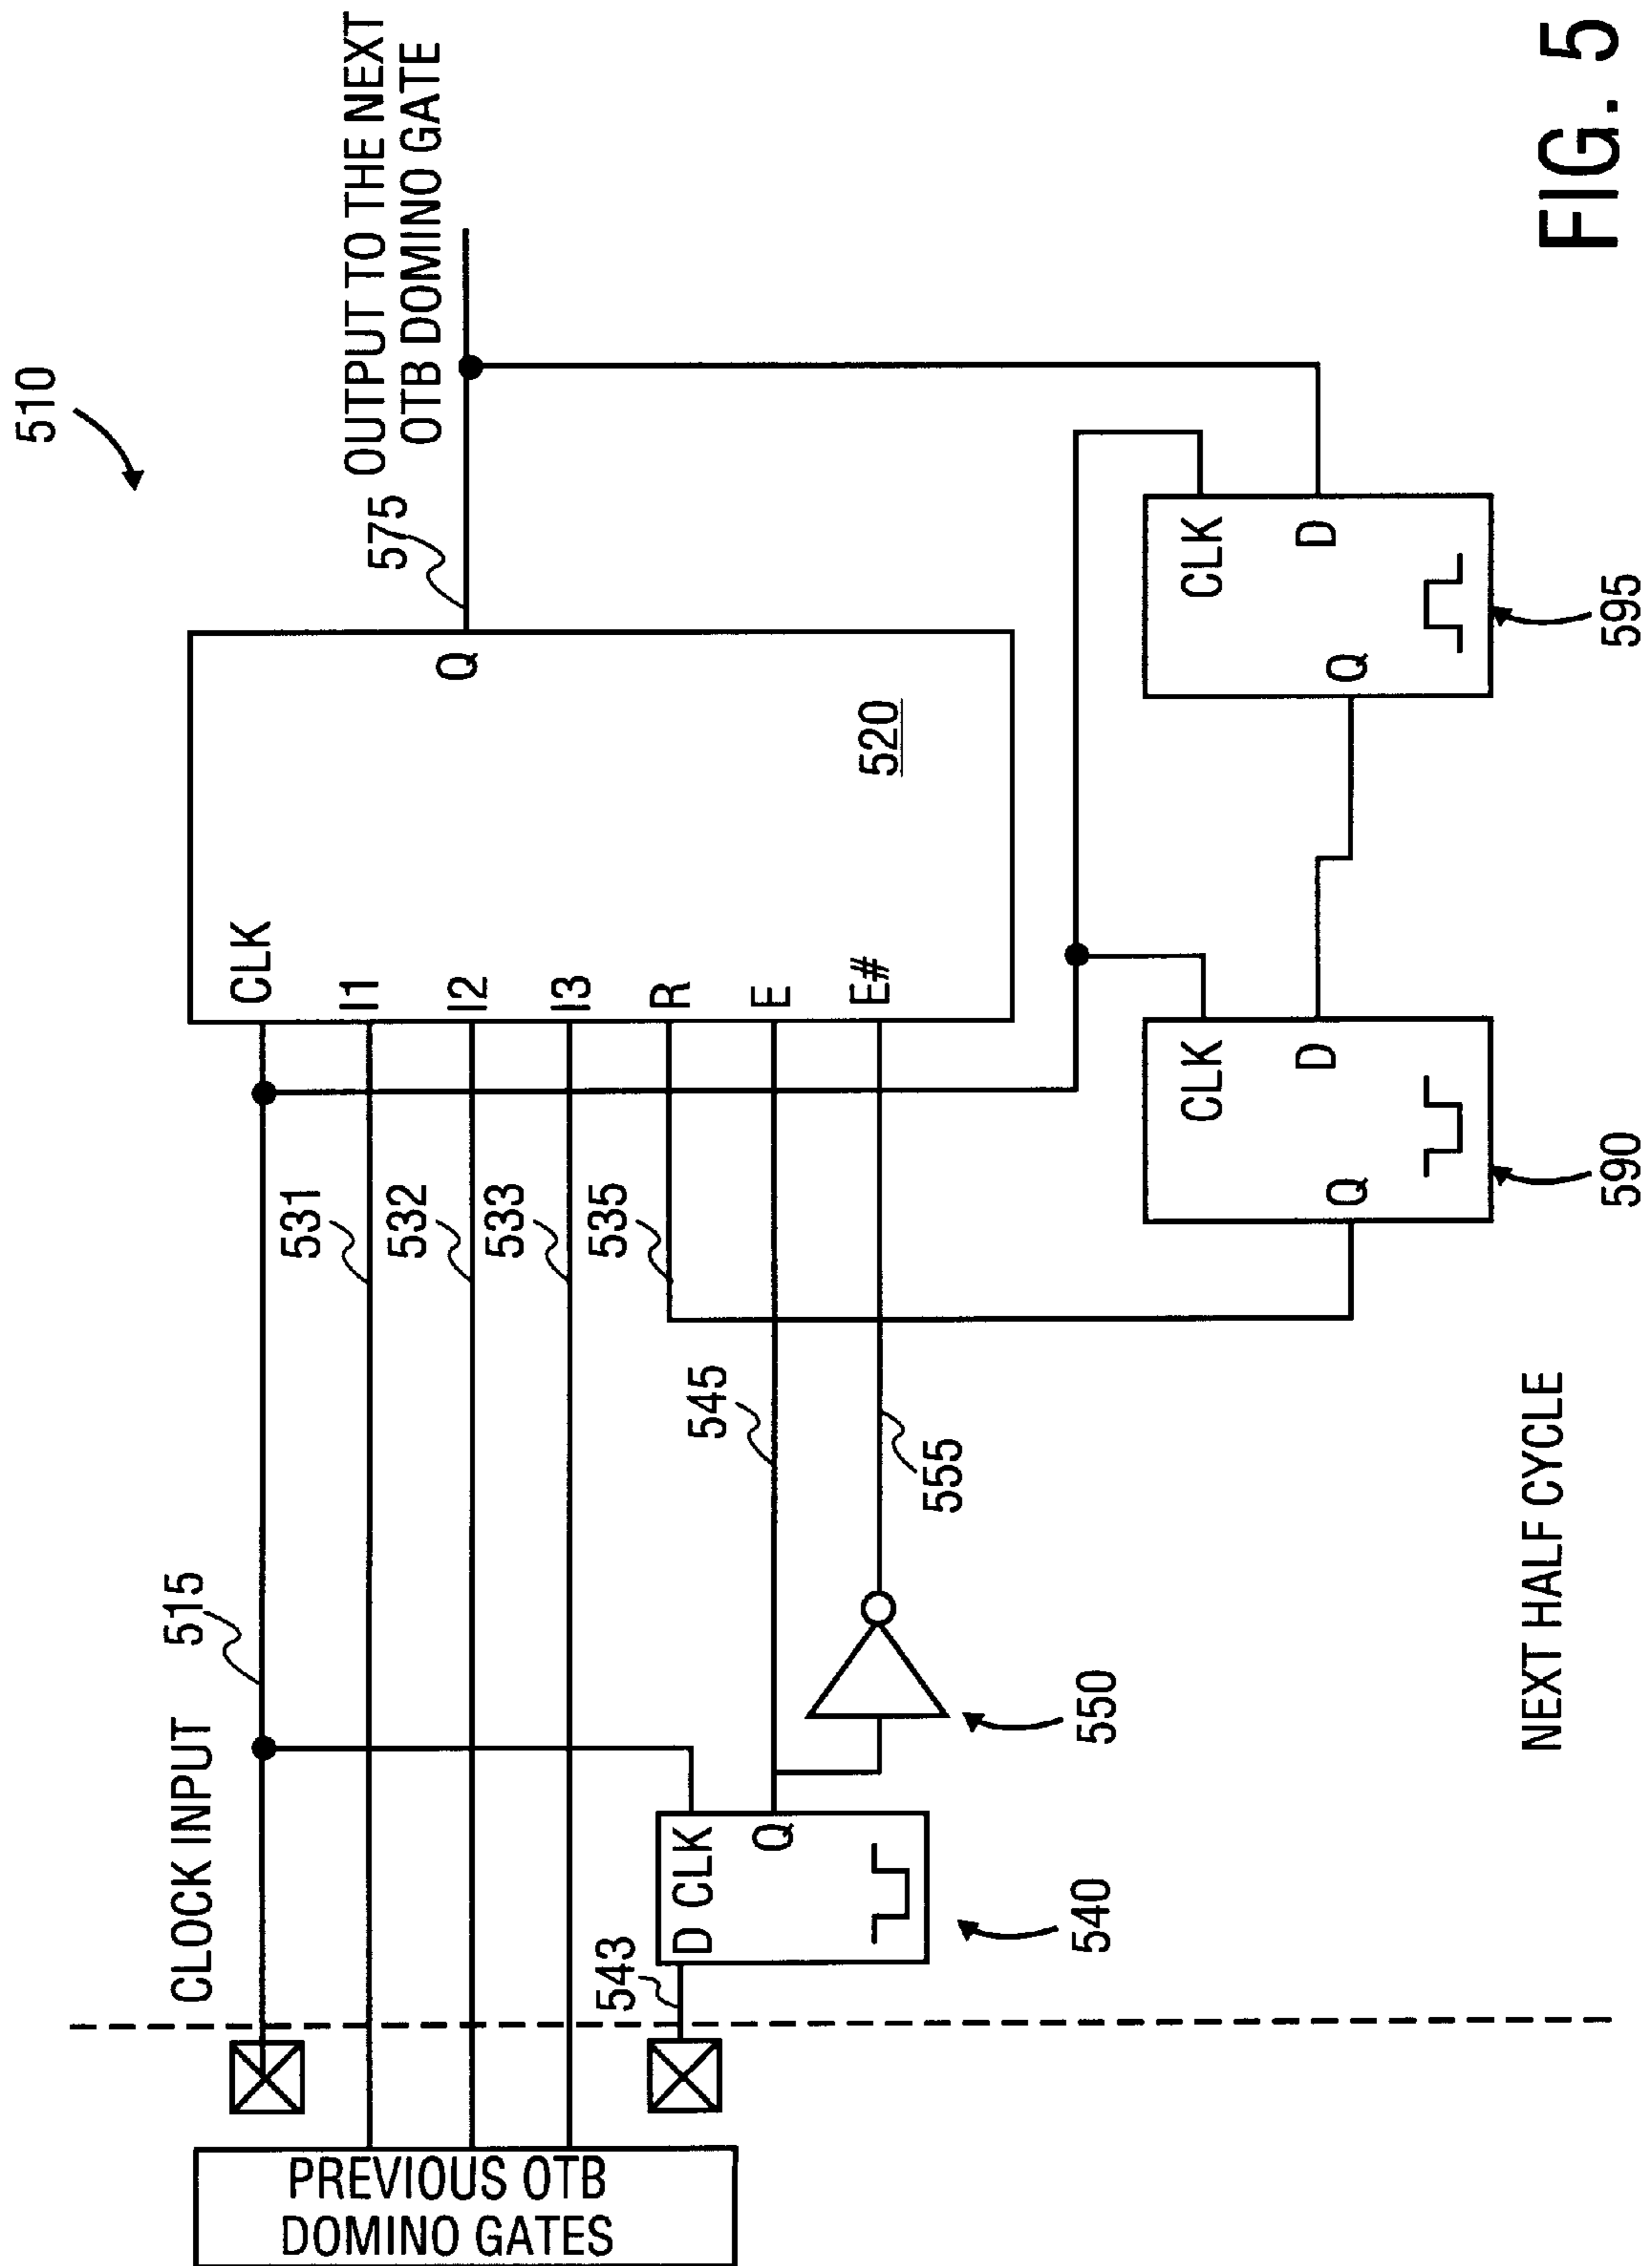 510
CLOCK INPUT
515
OUTPUT TO THE NEXT
OTB DOMINO GATE
575
CLK
I1
I2
I3
R
E
E#
Q
520
531
532
533
535
545
555
PREVIOUS OTB
DOMINO GATES
543
D CLK
Q
540
550
CLK
D
Q
590
CLK
D
Q
595
NEXT HALF CYCLE
FIG. 5